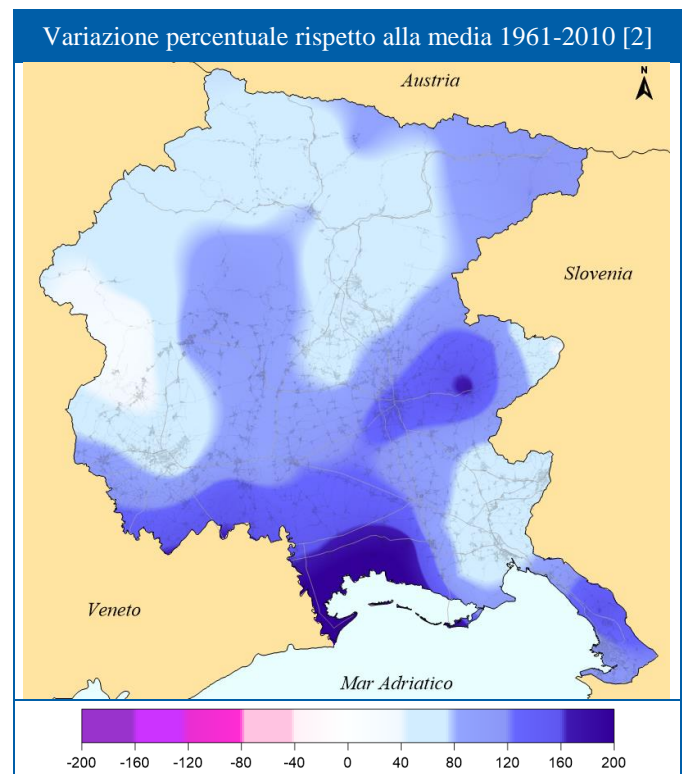 Variazione percentuale rispetto alla media 1961-2010 [2]
Austria
N
Slovenia
Veneto
Mar Adriatico
-200 -160 -120 -80 -40 0 40 80 120 160 200